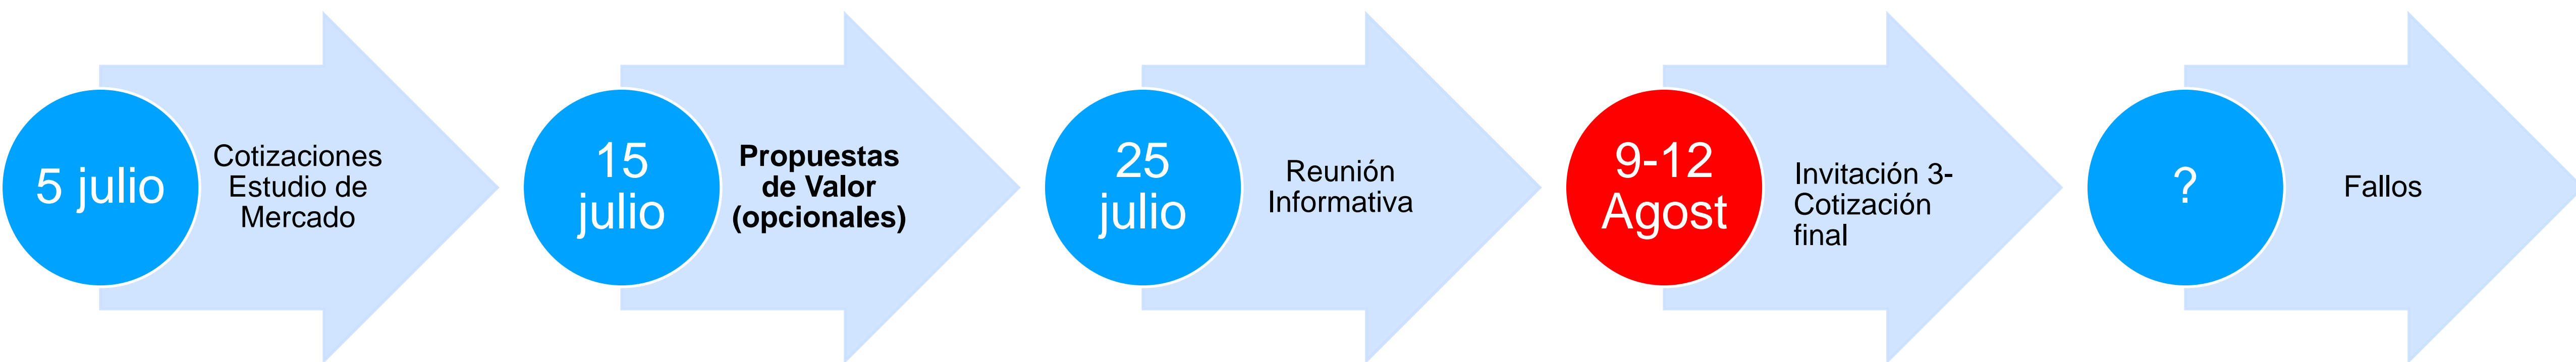 5 julio
Cotizaciones
Estudio de
Mercado
15
julio
Propuestas
de Valor
(opcionales)
25
julio
Reunión
Informativa
9-12
Agost
Invitación 3-
Cotización
final
?
Fallos